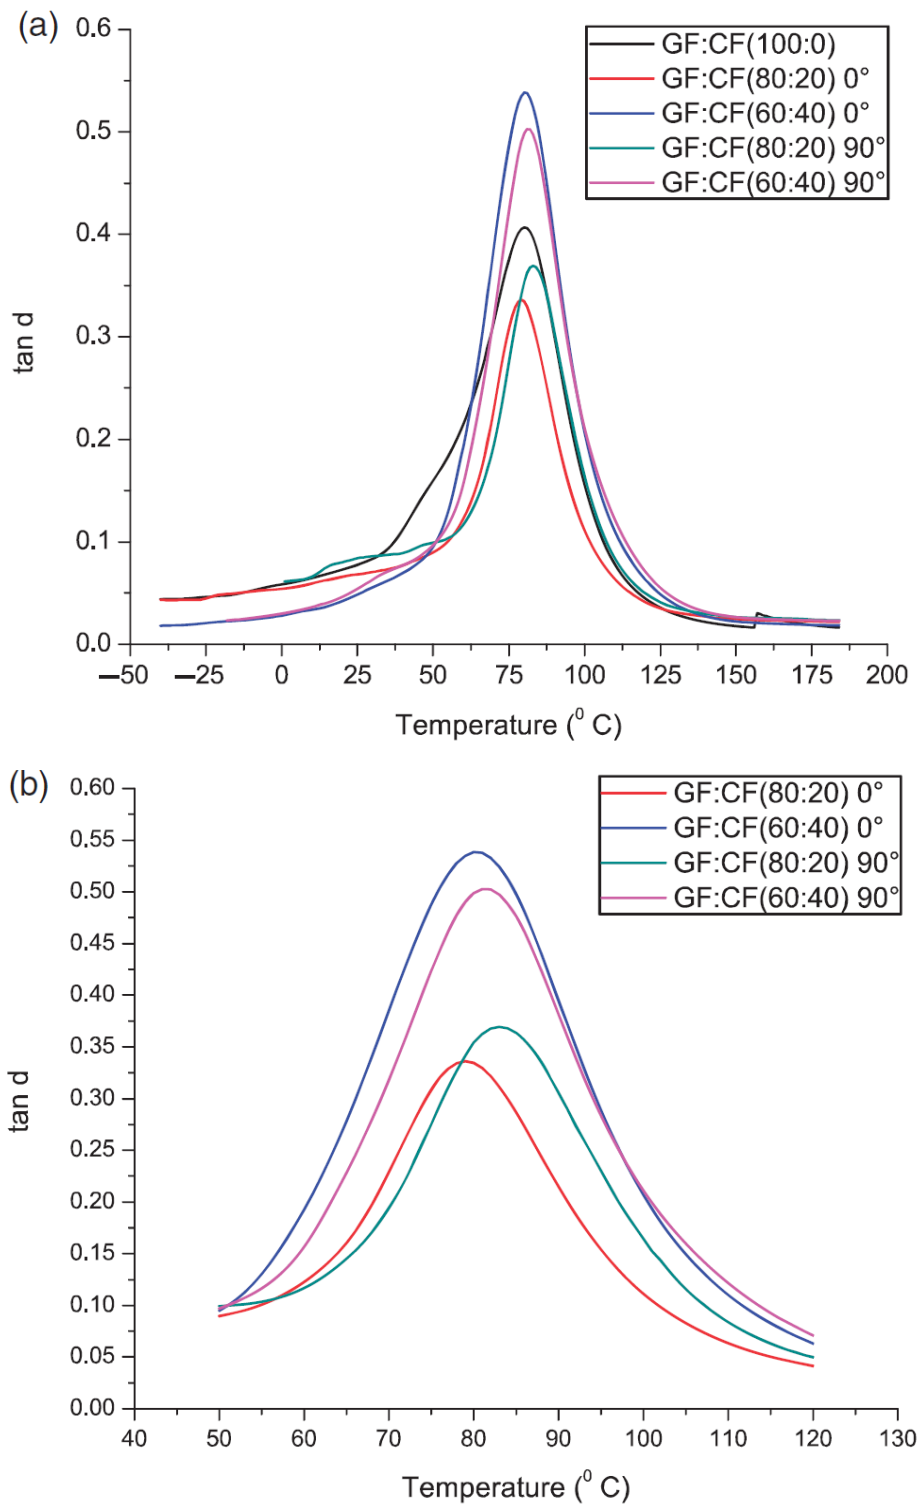 (a)
0.6
0.5
0.4
0.3
0.2
0.1
0.0
tan d
GF:CF(100:0)
GF:CF(80:20) 0°
GF:CF(60:40) 0°
GF:CF(80:20) 90°
GF:CF(60:40) 90°
−50 −25 0 25 50 75 100 125 150 175 200
Temperature (⁰ C)
(b)
0.60
0.55
0.50
0.45
0.40
0.35
0.30
0.25
0.20
0.15
0.10
0.05
0.00
tan d
GF:CF(80:20) 0°
GF:CF(60:40) 0°
GF:CF(80:20) 90°
GF:CF(60:40) 90°
40 50 60 70 80 90 100 110 120 130
Temperature (⁰ C)